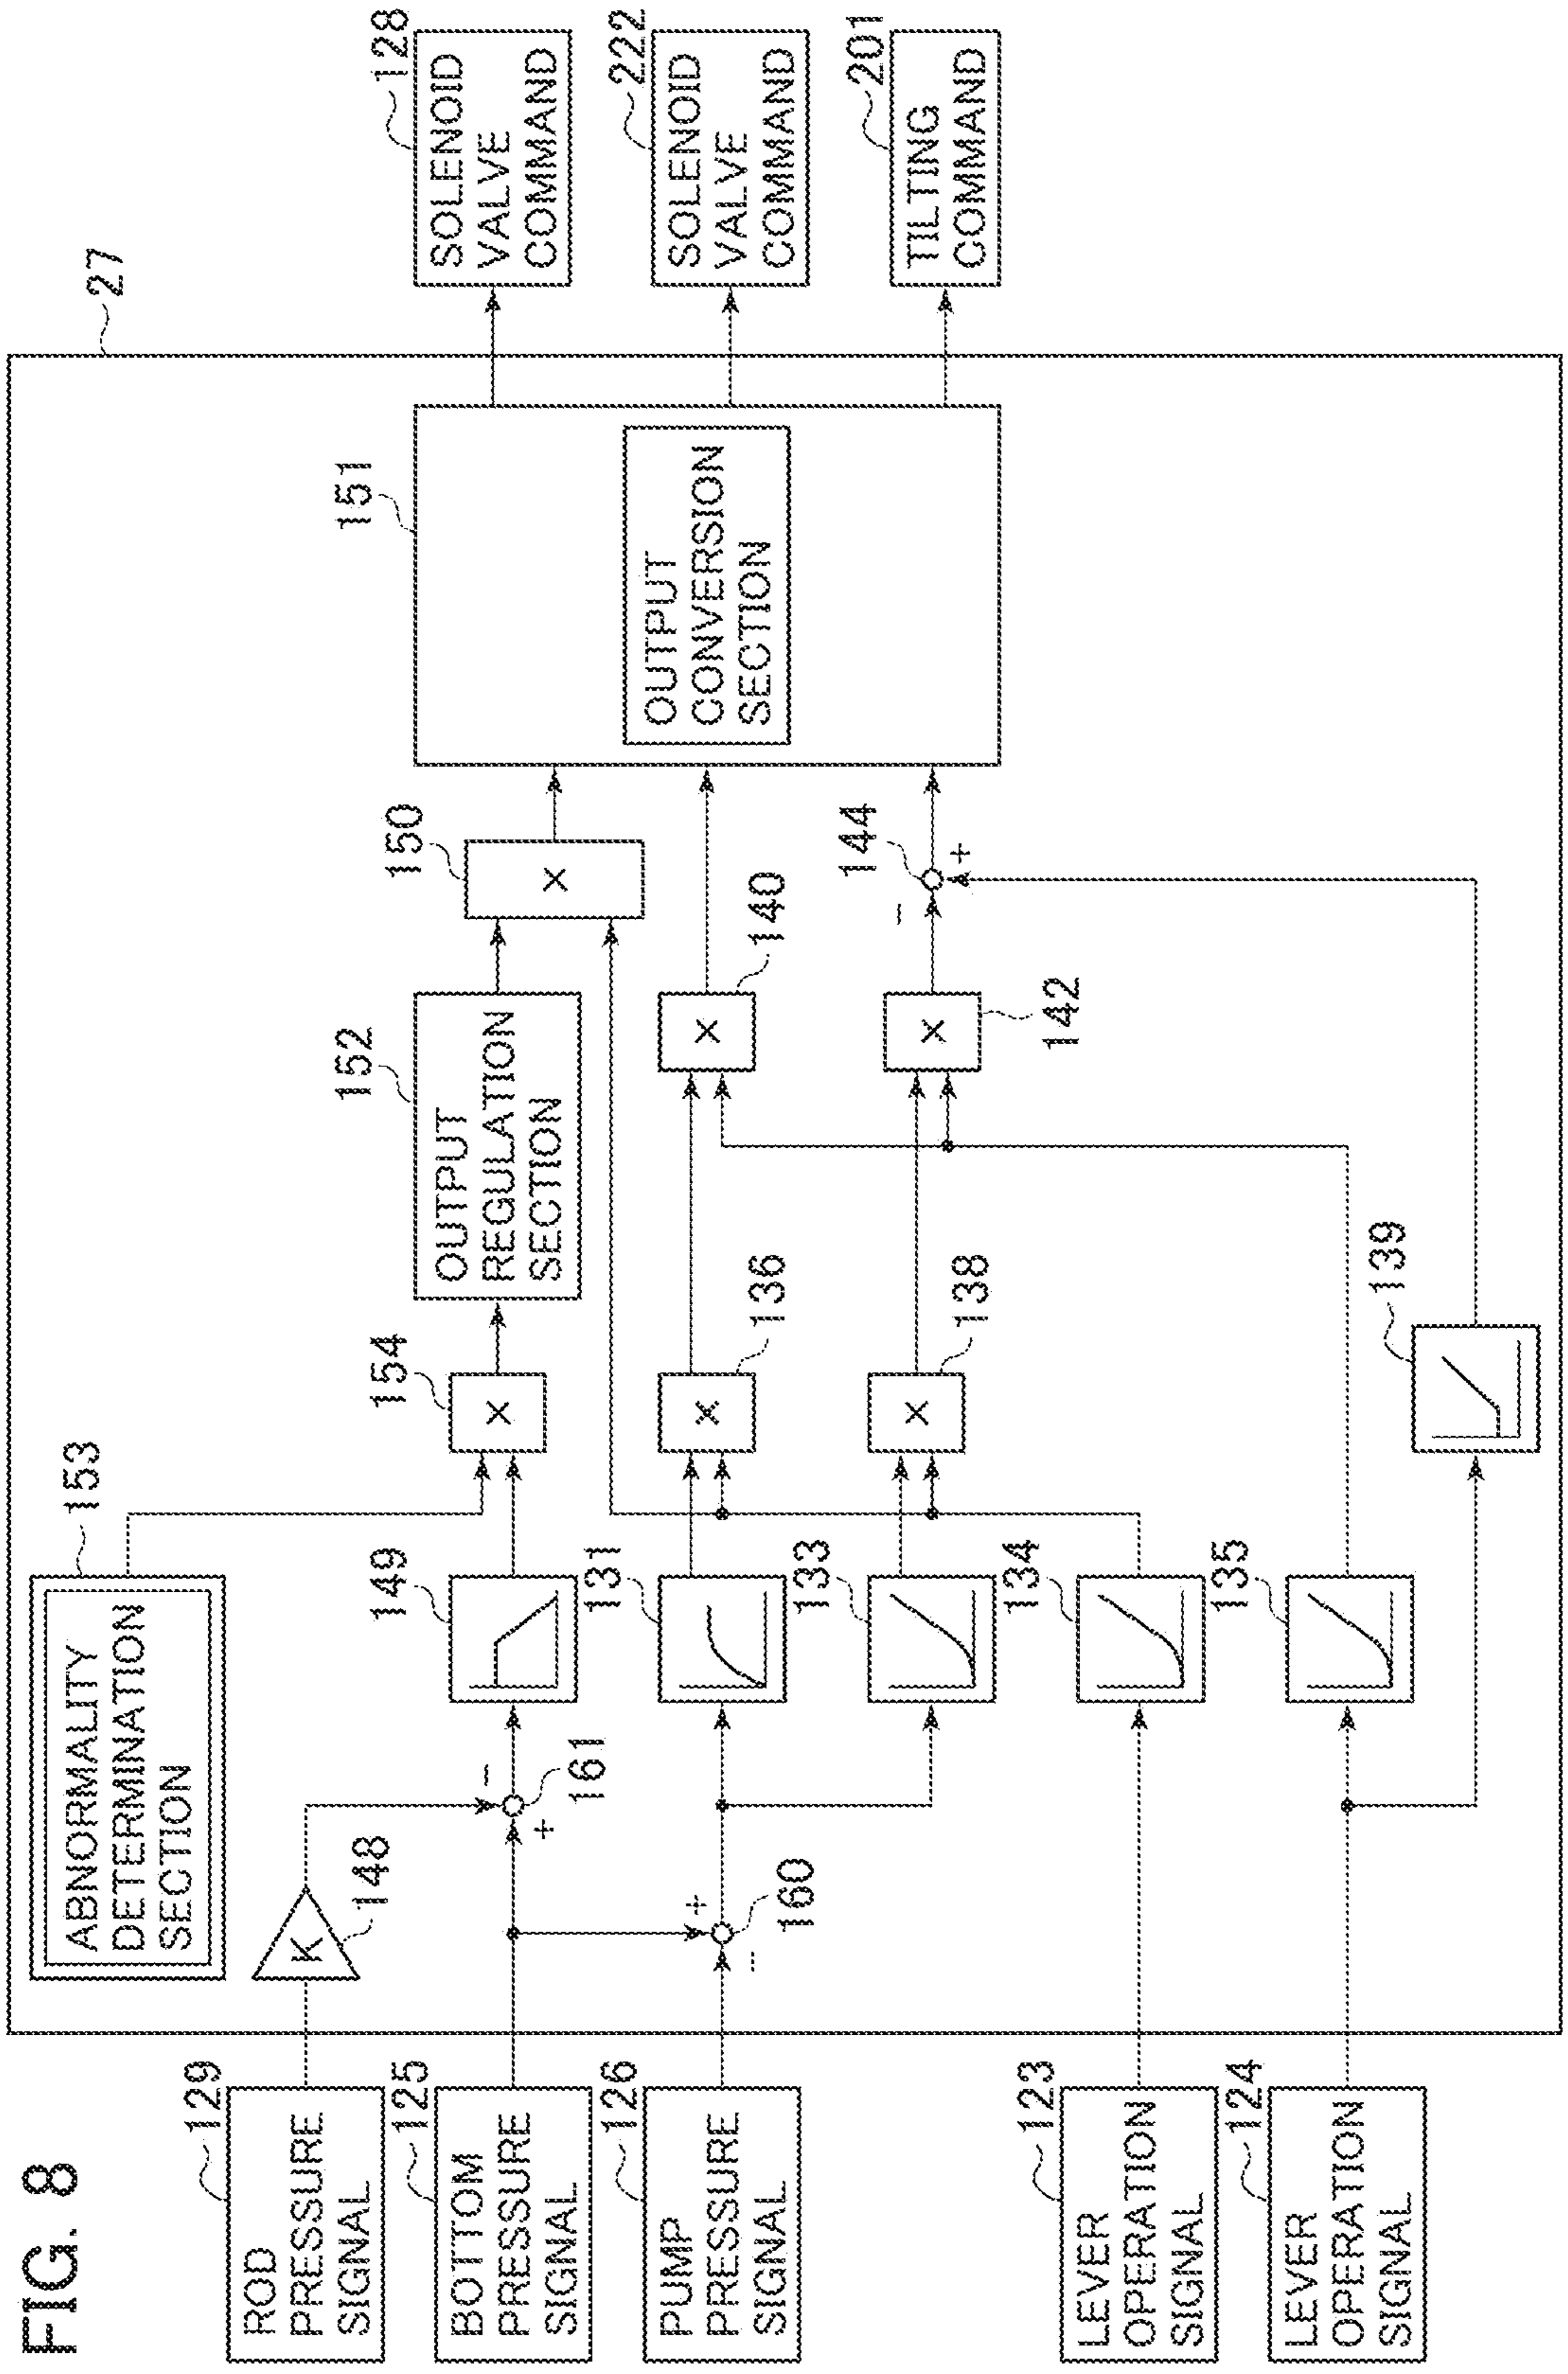 FIG. 8
27
129
ROD
PRESSURE
SIGNAL
125
BOTTOM
PRESSURE
SIGNAL
126
PUMP
PRESSURE
SIGNAL
123
LEVER
OPERATION
SIGNAL
124
LEVER
OPERATION
SIGNAL
ABNORMALITY
DETERMINATION
SECTION
153
K
148
−
+
161
+
−
160
149
131
133
134
135
154
×
136
×
138
×
139
152
OUTPUT
REGULATION
SECTION
140
×
142
×
150
×
144
−
+
151
OUTPUT
CONVERSION
SECTION
128
SOLENOID
VALVE
COMMAND
222
SOLENOID
VALVE
COMMAND
201
TILTING
COMMAND